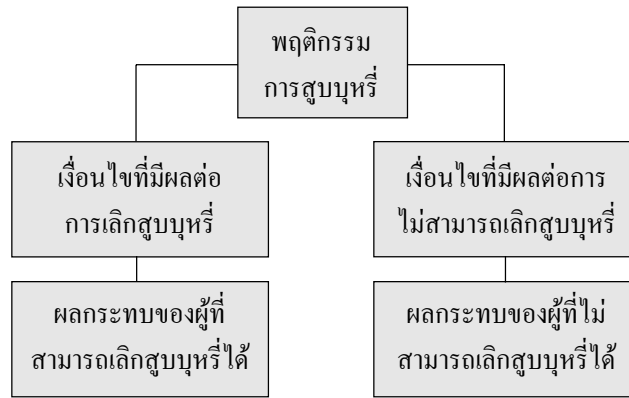 พฤติกรรม
การสูบบุหรี่
เงื่อนไขที่มีผลต่อ
การเลิกสูบบุหรี่
เงื่อนไขที่มีผลต่อการ
ไม่สามารถเลิกสูบบุหรี่
ผลกระทบของผู้ที่
สามารถเลิกสูบบุหรี่ได้
ผลกระทบของผู้ที่ไม่
สามารถเลิกสูบบุหรี่ได้